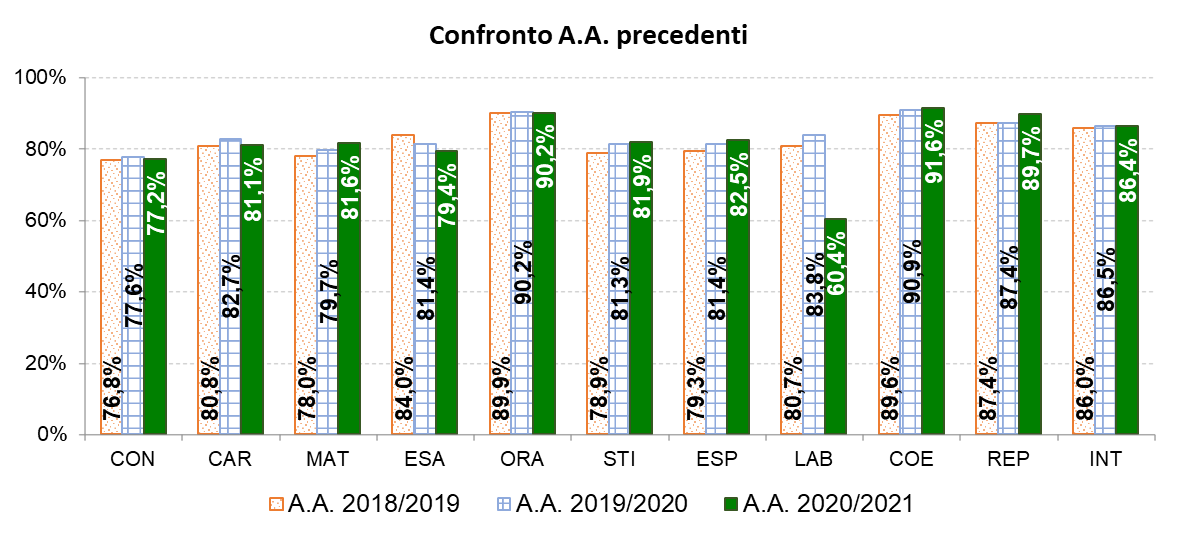 Confronto A.A. precedenti
100%
80%
60%
40%
20%
0%
76,8% 77,6% 77,2%
80,8% 82,7% 81,1%
78,0% 79,7% 81,6%
84,0% 81,4% 79,4%
89,9% 90,2% 90,2%
78,9% 81,3% 81,9%
79,3% 81,4% 82,5%
80,7% 83,8% 60,4%
89,6% 90,9% 91,6%
87,4% 87,4% 89,7%
86,0% 86,5% 86,4%
CON CAR MAT ESA ORA STI ESP LAB COE REP INT
A.A. 2018/2019 A.A. 2019/2020 A.A. 2020/2021